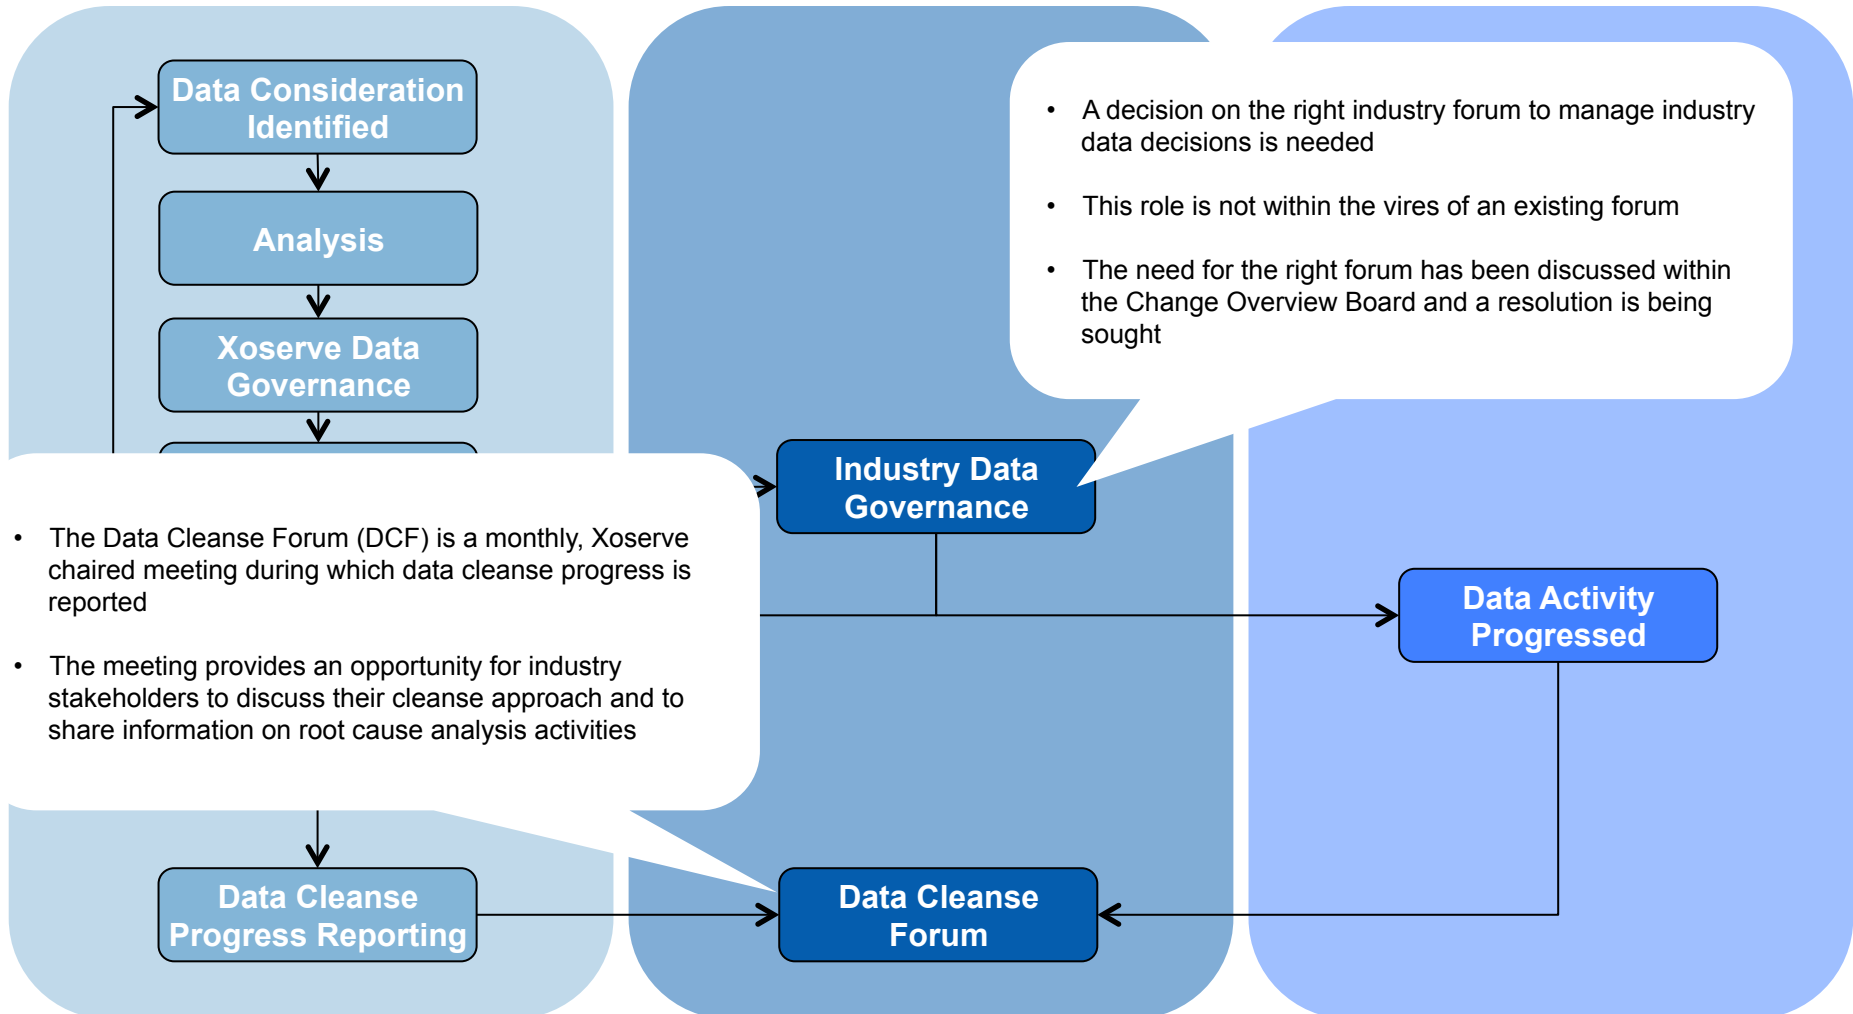 Data Consideration
Identified
Analysis
Xoserve Data
Governance
• A decision on the right industry forum to manage industry
data decisions is needed
• This role is not within the vires of an existing forum
• The need for the right forum has been discussed within
the Change Overview Board and a resolution is being
sought
Industry Data
Governance
• The Data Cleanse Forum (DCF) is a monthly, Xoserve
chaired meeting during which data cleanse progress is
reported
• The meeting provides an opportunity for industry
stakeholders to discuss their cleanse approach and to
share information on root cause analysis activities
Data Activity
Progressed
Data Cleanse
Progress Reporting
Data Cleanse
Forum